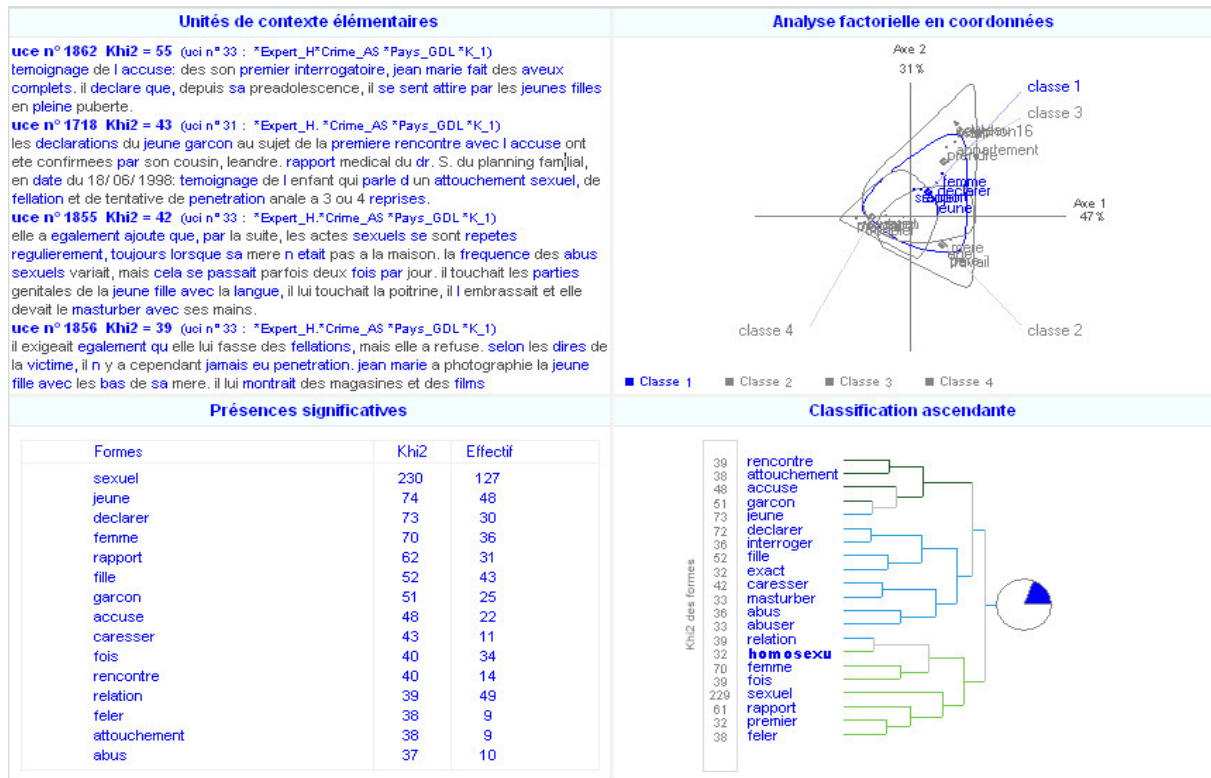 Unités de contexte élémentaires
uce n° 1862 Khi2 = 55 (uci n° 33 : *Expert_H*Crime_AS *Pays_GDL *K_1)
temoignage de l accuse: des son premier interrogatoire, jean marie fait des aveux
complets. il declare que, depuis sa preadolescence, il se sent attire par les jeunes filles
en pleine puberte.
uce n° 1718 Khi2 = 43 (uci n° 31 : *Expert_H. *Crime_AS *Pays_GDL *K_1)
les declarations du jeune garcon au sujet de la premiere rencontre avec l accuse ont
ete confirmees par son cousin, leandre. rapport medical du dr. S. du planning familial,
en date du 18/ 06/ 1998: temoignage de l enfant qui parle d un attouchement sexuel, de
fellation et de tentative de penetration anale a 3 ou 4 reprises.
uce n° 1855 Khi2 = 42 (uci n° 33 : *Expert_H.*Crime_AS *Pays_GDL *K_1)
elle a egalement ajoute que, par la suite, les actes sexuels se sont repetes
regulierement, toujours lorsque sa mere n etait pas a la maison. la frequence des abus
sexuels variait, mais cela se passait parfois deux fois par jour. il touchait les parties
genitales de la jeune fille avec la langue, il lui touchait la poitrine, il l embrassait et elle
devait le masturber avec ses mains.
uce n° 1856 Khi2 = 39 (uci n° 33 : *Expert_H.*Crime_AS *Pays_GDL *K_1)
il exigeait egalement qu elle lui fasse des fellations, mais elle a refuse. selon les dires de
la victime, il n y a cependant jamais eu penetration. jean marie a photographie la jeune
fille avec les bas de sa mere. il lui montrait des magasines et des films
Analyse factorielle en coordonnées
Axe 2
31 %
classe 1
classe 3
appartement
prendre
femme
declarer
jeune
Axe 1
47%
mere
travail
classe 4
classe 2
Classe 1 Classe 2 Classe 3 Classe 4
Présences significatives
Formes Khi2 Effectif
sexuel 230 127
jeune 74 48
declarer 73 30
femme 70 36
rapport 62 31
fille 52 43
garcon 51 25
accuse 48 22
caresser 43 11
fois 40 34
rencontre 40 14
relation 39 49
feler 38 9
attouchement 38 9
abus 37 10
Classification ascendante
Khi2 des formes
39 rencontre
38 attouchement
48 accuse
51 garcon
73 jeune
72 declarer
36 interroger
52 fille
32 exact
42 caresser
33 masturber
36 abus
33 abuser
39 relation
32 homosexu
70 femme
39 fois
229 sexuel
61 rapport
32 premier
38 feler